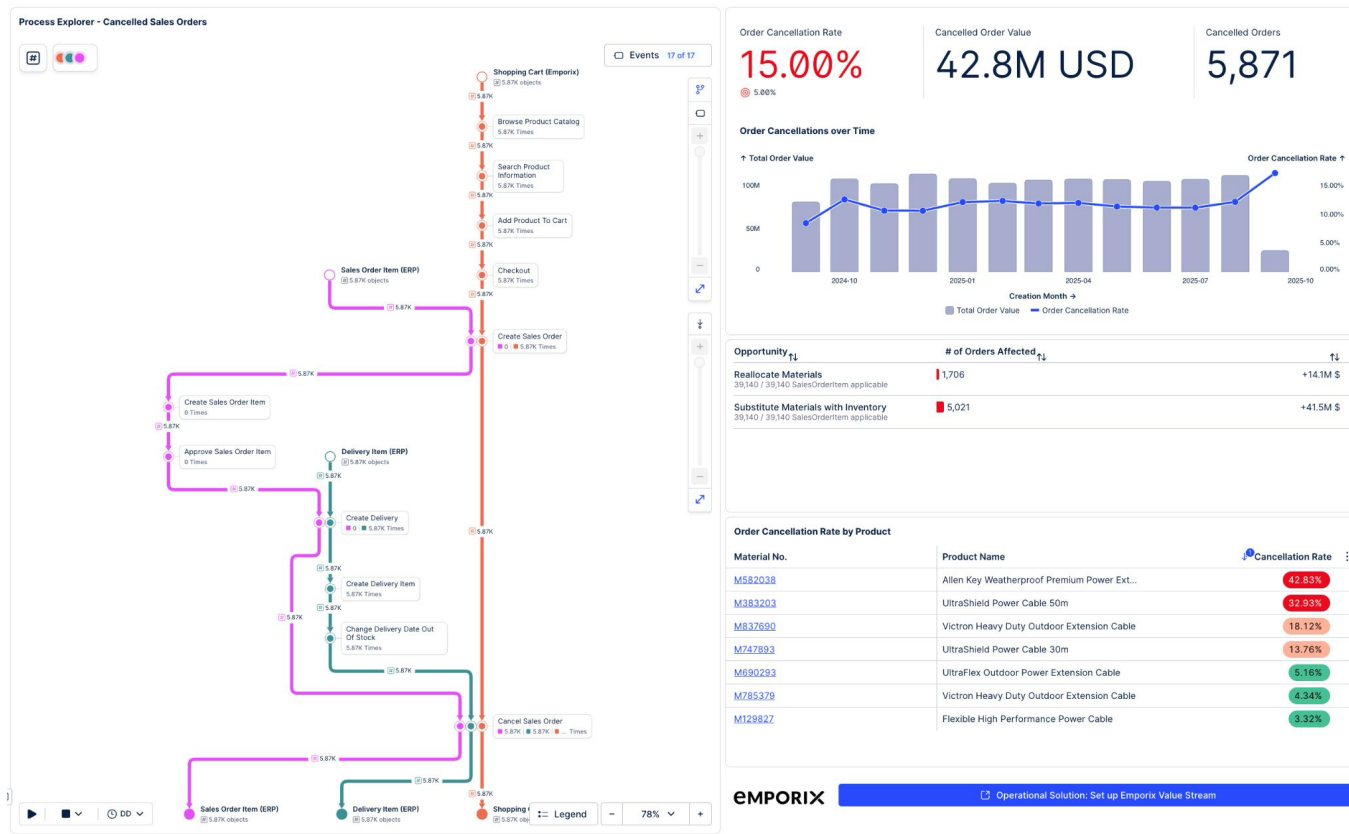 Process Explorer - Cancelled Sales Orders
#
Events 17 of 17
Shopping Cart (Emporix)
# 5.87K objects
# 5.87K
Browse Product Catalog
5.87K Times
# 5.87K
Search Product
Information
5.87K Times
# 5.87K
Add Product To Cart
5.87K Times
# 5.87K
Sales Order Item (ERP)
# 5.87K objects
Checkout
5.87K Times
# 5.87K
# 5.87K
Create Sales Order
0 5.87K Times
# 5.87K
Create Sales Order Item
0 Times
# 5.87K
Approve Sales Order Item
0 Times
Delivery Item (ERP)
# 5.87K objects
# 5.87K
# 5.87K
Create Delivery
0 5.87K Times
# 5.87K
# 5.87K
Create Delivery Item
5.87K Times
# 5.87K
# 5.87K
Change Delivery Date Out
Of Stock
5.87K Times
# 5.87K
Cancel Sales Order
5.87K 5.87K ... Times
# 5.87K
# 5.87K
# 5.87K
Sales Order Item (ERP)
# 5.87K objects
Delivery Item (ERP)
# 5.87K objects
Shopping C
# 5.87K ob
DD
Legend
− 78% +
Order Cancellation Rate
15.00%
5.00%
Cancelled Order Value
42.8M USD
Cancelled Orders
5,871
Order Cancellations over Time
↑ Total Order Value
Order Cancellation Rate ↑
100M
50M
0
15.00%
10.00%
5.00%
0.00%
2024-10 2025-01 2025-04 2025-07 2025-10
Creation Month →
Total Order Value Order Cancellation Rate
Opportunity # of Orders Affected
Reallocate Materials 1,706 +14.1M $
39,140 / 39,140 SalesOrderItem applicable
Substitute Materials with Inventory 5,021 +41.5M $
39,140 / 39,140 SalesOrderItem applicable
Order Cancellation Rate by Product
Material No. Product Name 1 Cancellation Rate
M582038 Allen Key Weatherproof Premium Power Ext... 42.83%
M383203 UltraShield Power Cable 50m 32.93%
M837690 Victron Heavy Duty Outdoor Extension Cable 18.12%
M747893 UltraShield Power Cable 30m 13.76%
M690293 UltraFlex Outdoor Power Extension Cable 5.16%
M785379 Victron Heavy Duty Outdoor Extension Cable 4.34%
M129827 Flexible High Performance Power Cable 3.32%
eMPORIX
Operational Solution: Set up Emporix Value Stream